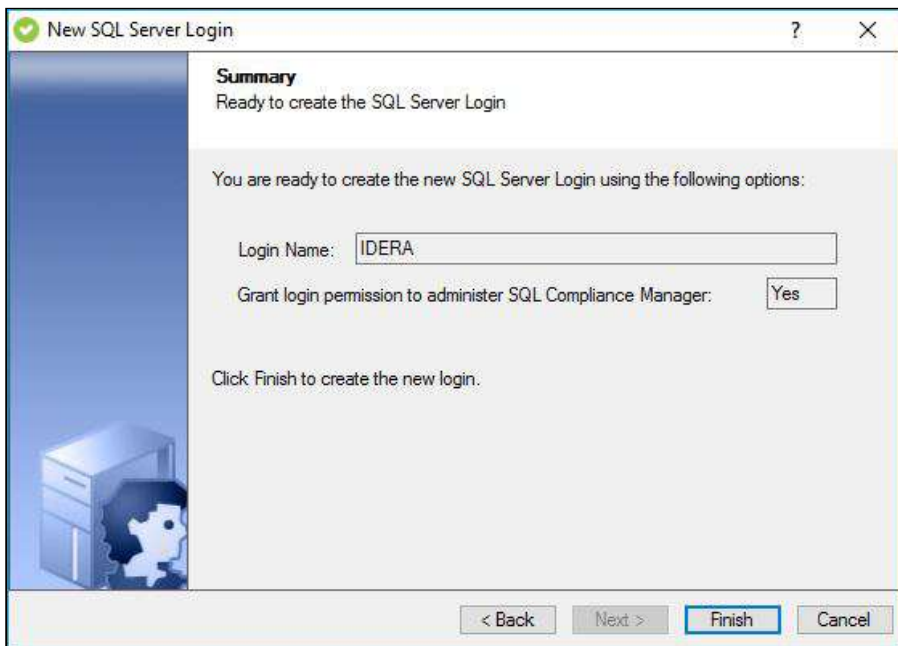 New SQL Server Login ?
Summary
Ready to create the SQL Server Login
You are ready to create the new SQL Server Login using the following options:
Login Name: IDERA
Grant login permission to administer SQL Compliance Manager: Yes
Click Finish to create the new login.
< Back Next > Finish Cancel